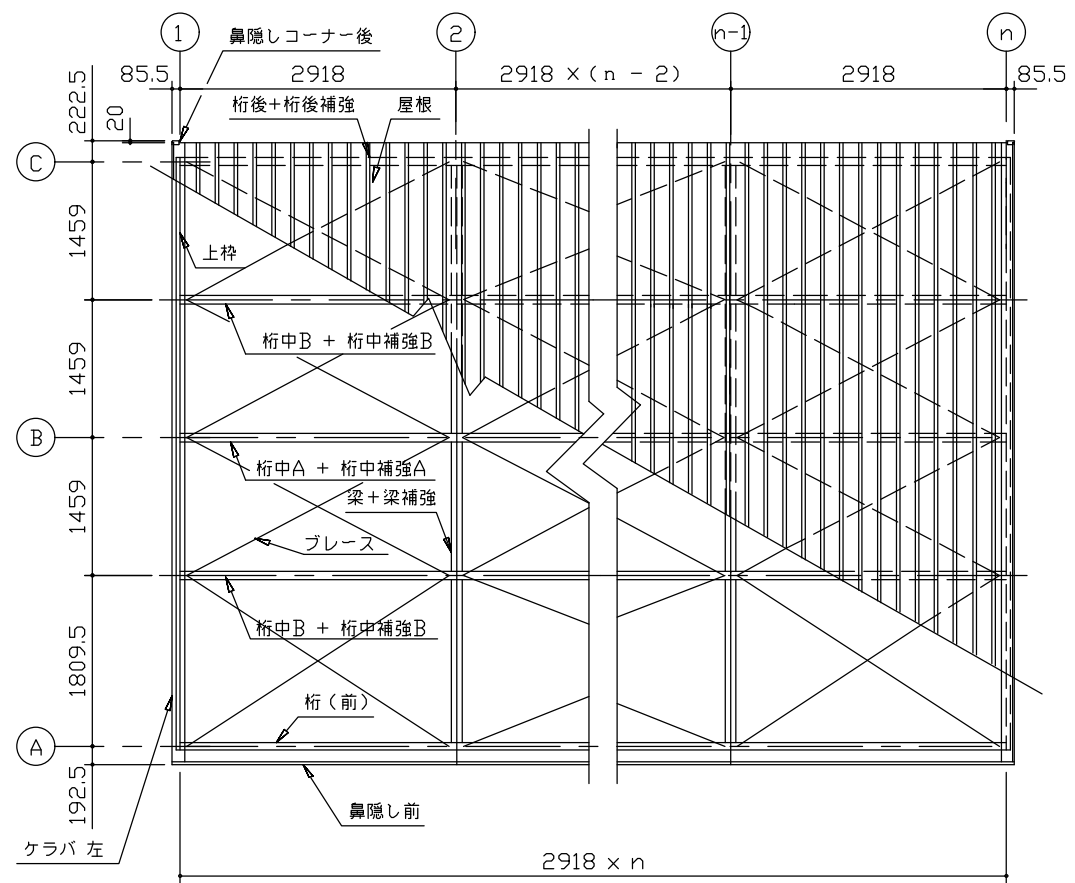 1
2
n-1
n
鼻隠しコーナー後
85.5
2918
2918 × (n - 2)
2918
85.5
222.5
20
桁後+桁後補強
屋根
C
1459
上枠
桁中B + 桁中補強B
1459
B
桁中A + 桁中補強A
梁+梁補強
1459
ブレース
桁中B + 桁中補強B
1809.5
桁(前)
A
192.5
鼻隠し前
ケラバ 左
2918 × n